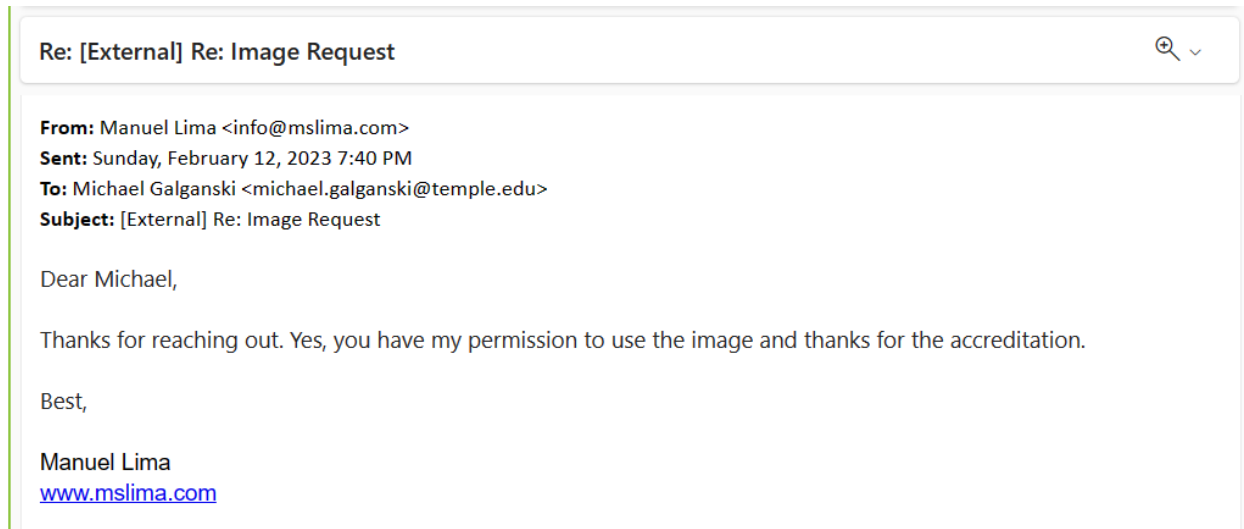 Re: [External] Re: Image Request
From: Manuel Lima <info@mslima.com>
Sent: Sunday, February 12, 2023 7:40 PM
To: Michael Galganski <michael.galganski@temple.edu>
Subject: [External] Re: Image Request
Dear Michael,
Thanks for reaching out. Yes, you have my permission to use the image and thanks for the accreditation.
Best,
Manuel Lima
www.mslima.com